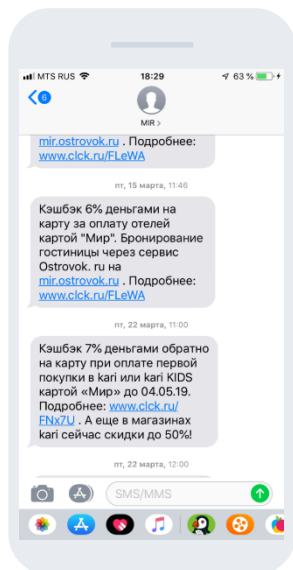 MTS RUS 18:29 63 %
6
MIR >
mir.ostrovok.ru . Подробнее:
www.clck.ru/FLeWA
пт, 15 марта, 11:46
Кэшбэк 6% деньгами на
карту за оплату отелей
картой "Мир". Бронирование
гостиницы через сервис
Ostrovok. ru на
mir.ostrovok.ru . Подробнее:
www.clck.ru/FLeWA
пт, 22 марта, 11:00
Кэшбэк 7% деньгами обратно
на карту при оплате первой
покупки в kari или kari KIDS
картой «Мир» до 04.05.19.
Подробнее: www.clck.ru/
FNx7U . А еще в магазинах
kari сейчас скидки до 50%!
пт, 22 марта, 12:00
SMS/MMS